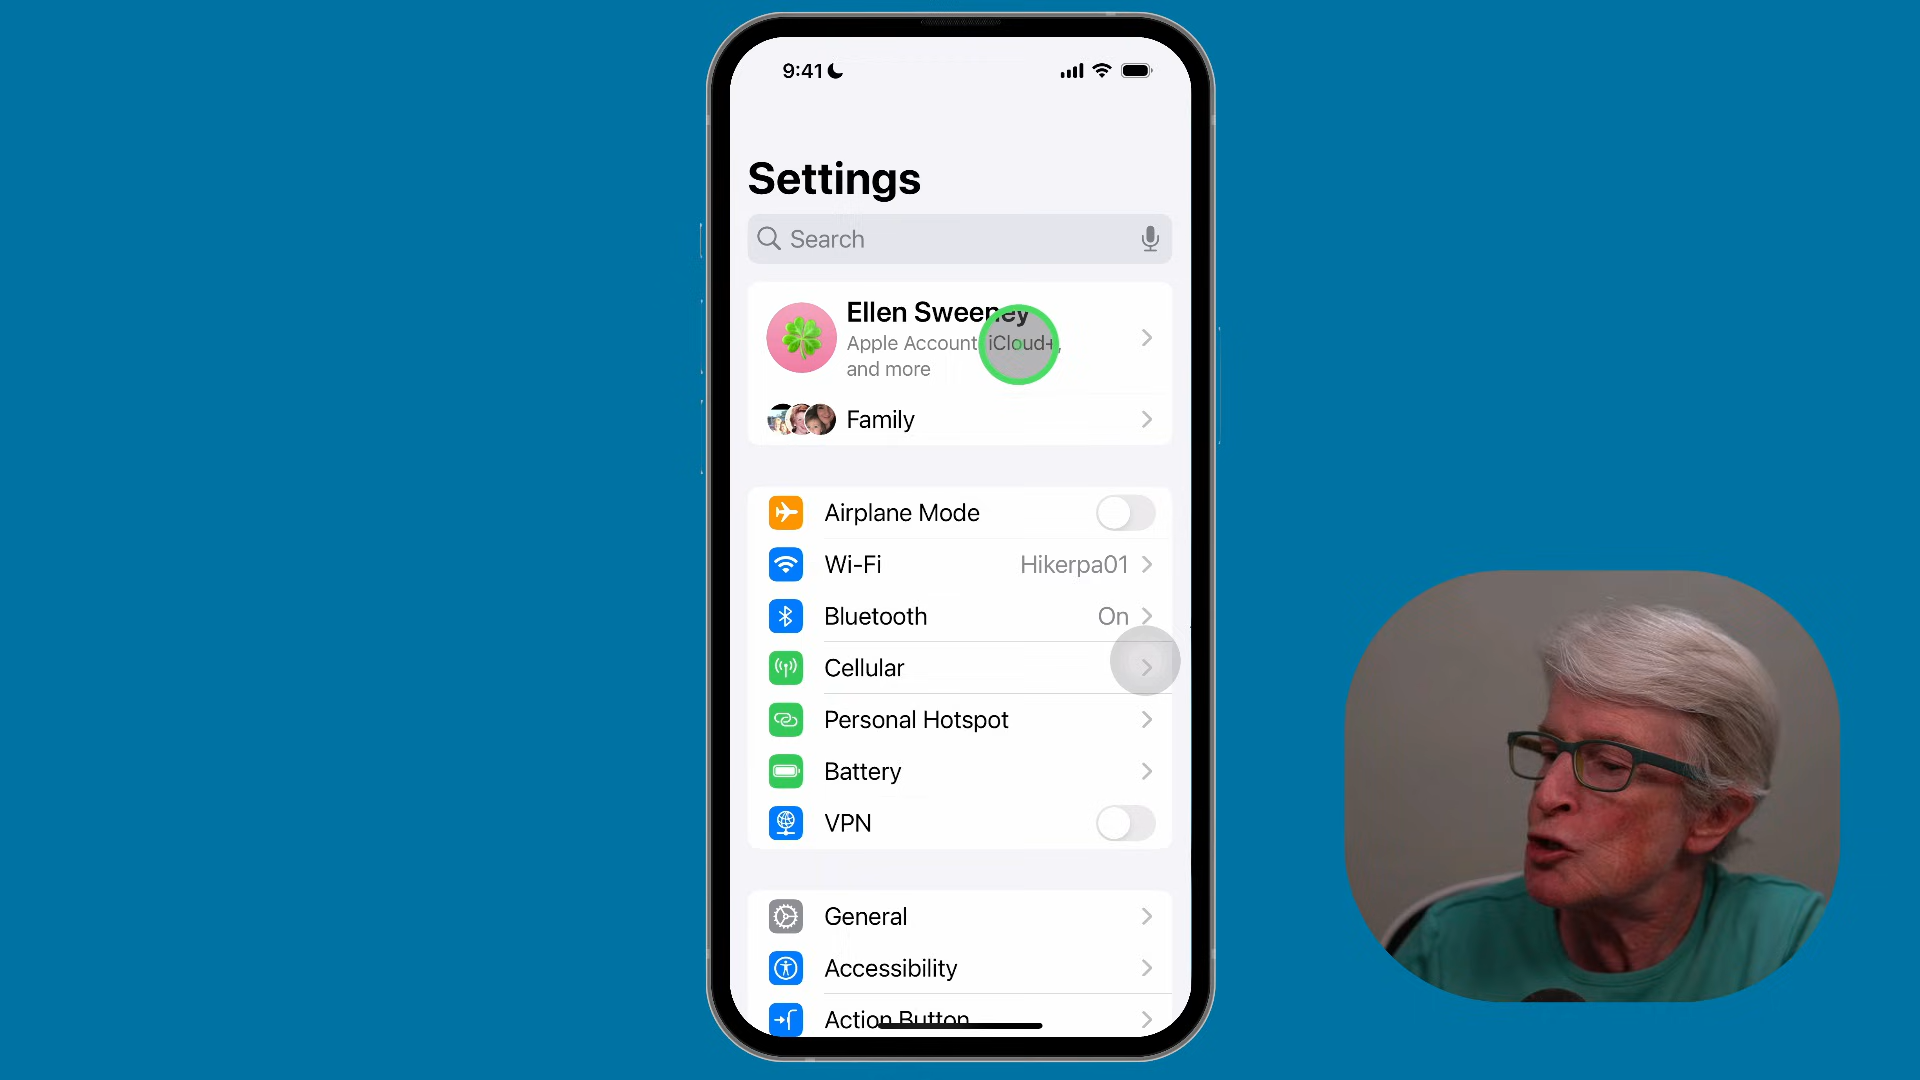 9:41
Settings
Search
Ellen Sweeney
Apple Account, iCloud+,
and more
Family
Airplane Mode
Wi-Fi Hikerpa01
Bluetooth On
Cellular
Personal Hotspot
Battery
VPN
General
Accessibility
Action Button